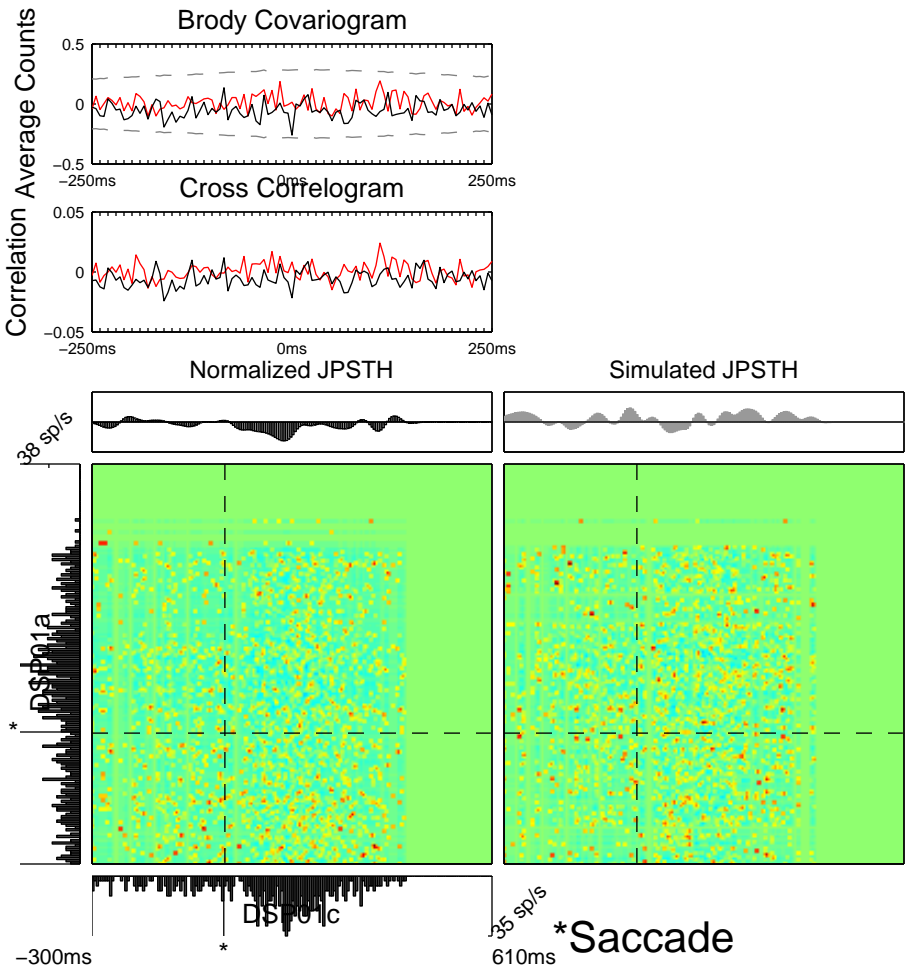 Brody Covariogram
Average Counts
0.5
0
−0.5
−250ms
0ms
250ms
Cross Correlogram
Correlation
0.05
0
−0.05
−250ms
0ms
250ms
Normalized JPSTH
Simulated JPSTH
38 sp/s
DSP01a
*
DSP01c
35 sp/s
*
*Saccade
−300ms
610ms